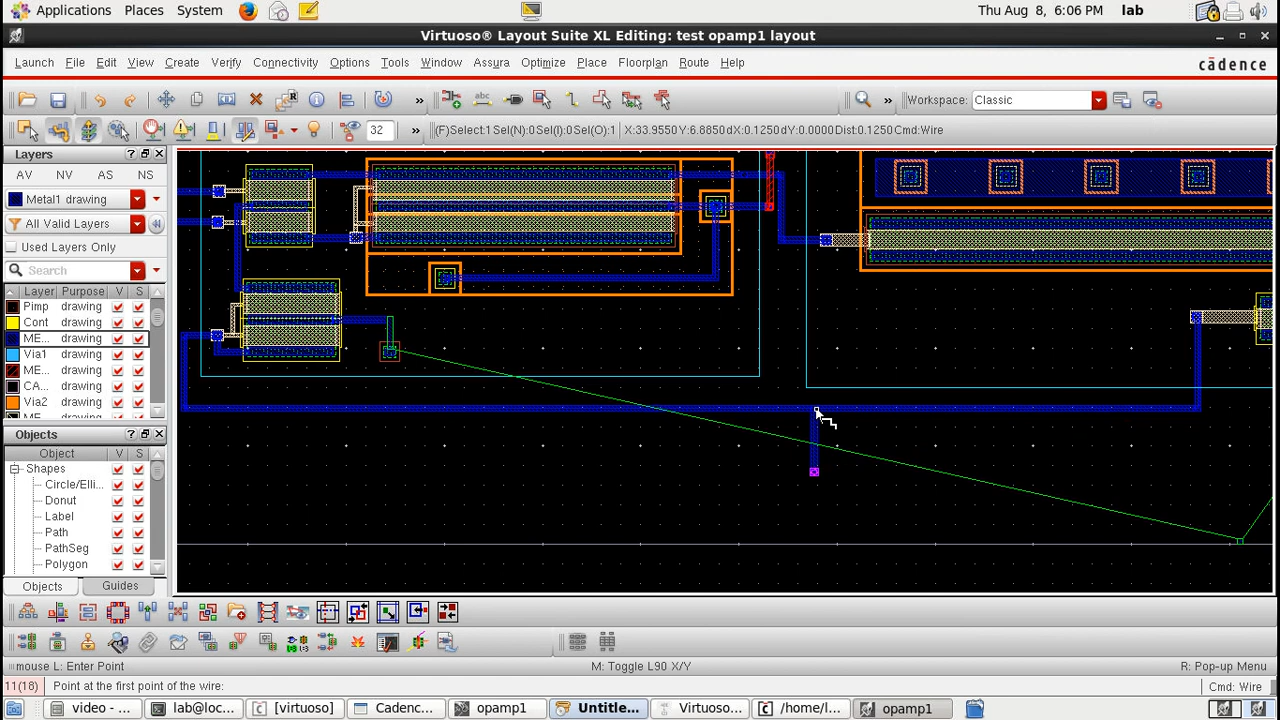 Applications Places System Thu Aug 8, 6:06 PM lab
Virtuoso® Layout Suite XL Editing: test opamp1 layout
Launch File Edit View Create Verify Connectivity Options Tools Window Assura Optimize Place Floorplan Route Help cādence
» » Workspace: Classic
32 » (F)Select:1 Sel(N):0 Sel(I):0 Sel(O):1 X:33.9550 Y:6.6650 d:0.1250 dY:0.0000 Dt:0.125 Cmd:Wire
Layers ? 
AV NV AS NS
Metal1 drawing
All Valid Layers
Used Layers Only
Search
Layer Purpose V S
Pimp drawing
Cont drawing
ME... drawing
Via1 drawing
ME... drawing
CA... drawing
Via2 drawing
ME drawing
Objects ?
Object V S
Shapes
Circle/Elli...
Donut
Label
Path
PathSeg
Polygon
Objects Guides
mouse L: Enter Point M: Toggle L90 X/Y R: Pop-up Menu
11(18) Point at the first point of the wire: Cmd: Wire
video - ... lab@loc... [virtuoso] Cadenc... opamp1 Untitle... Virtuoso... [/home/l... opamp1